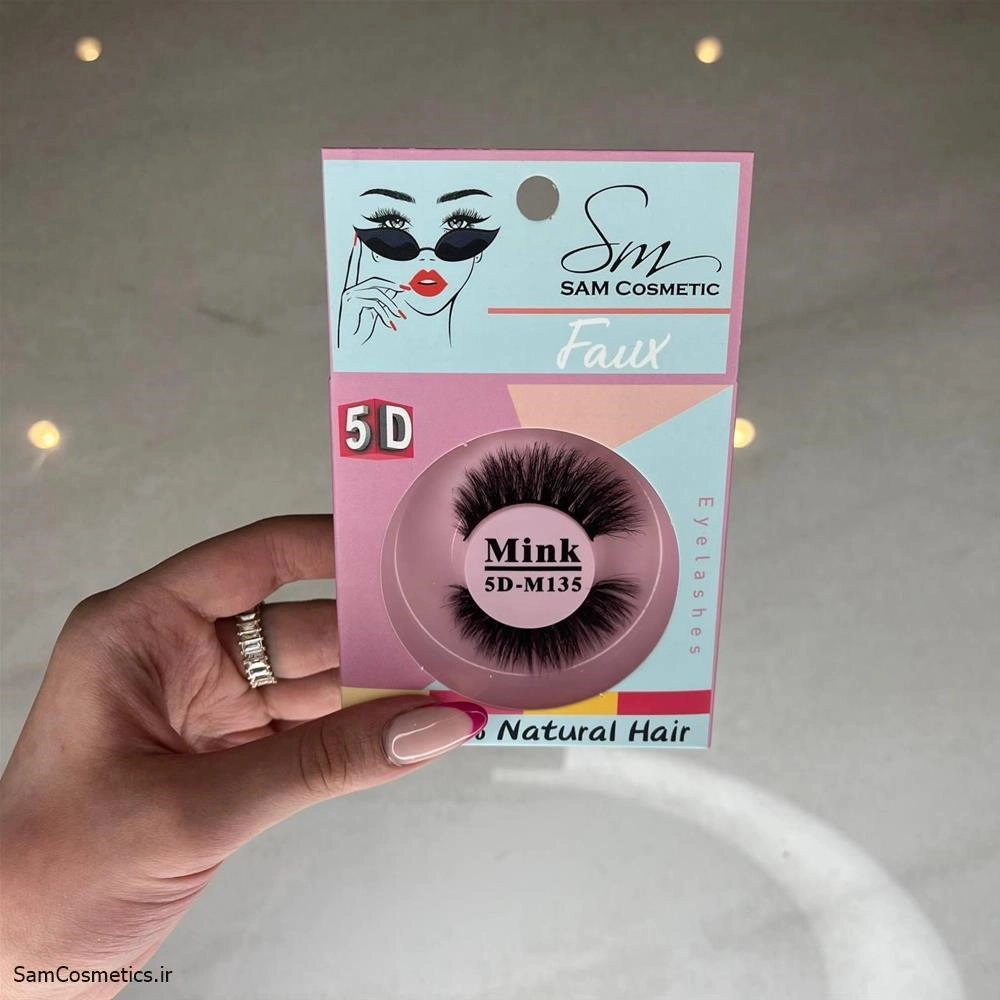 Sm
SAM COSMETIC
Faux
5D
Mink
5D-M135
Eyelashes
% Natural Hair
SamCosmetics.ir